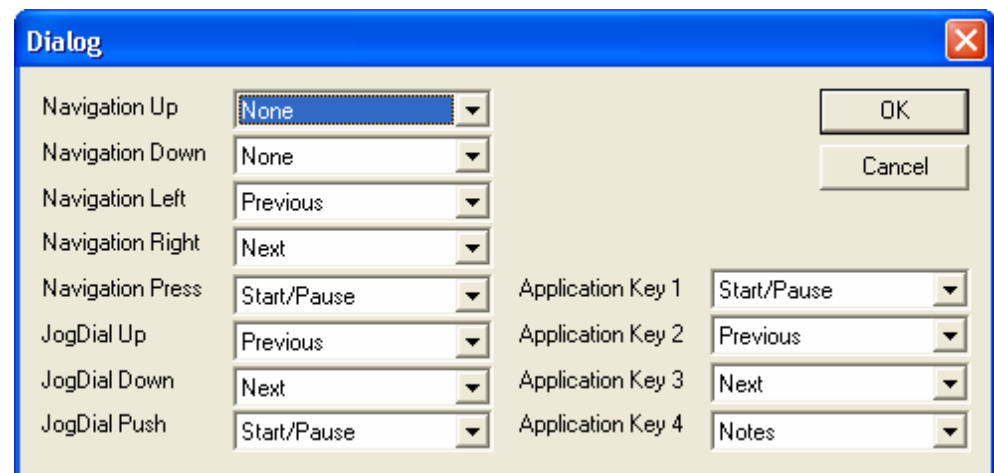 Dialog
Navigation Up None OK
Navigation Down None Cancel
Navigation Left Previous
Navigation Right Next
Navigation Press Start/Pause Application Key 1 Start/Pause
JogDial Up Previous Application Key 2 Previous
JogDial Down Next Application Key 3 Next
JogDial Push Start/Pause Application Key 4 Notes